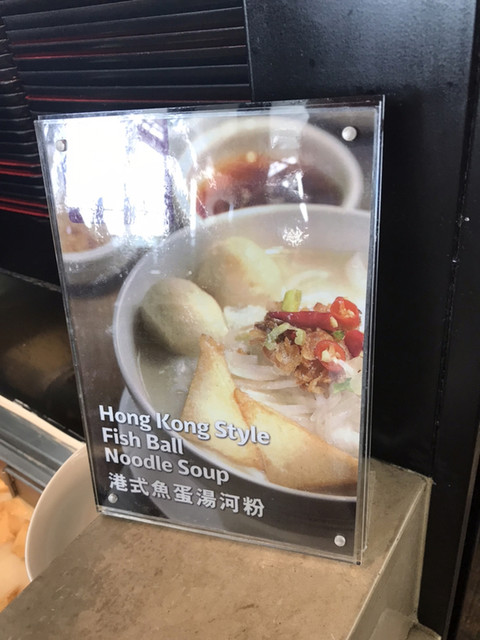 Hong Kong Style
Fish Ball
Noodle Soup
港式魚蛋湯河粉